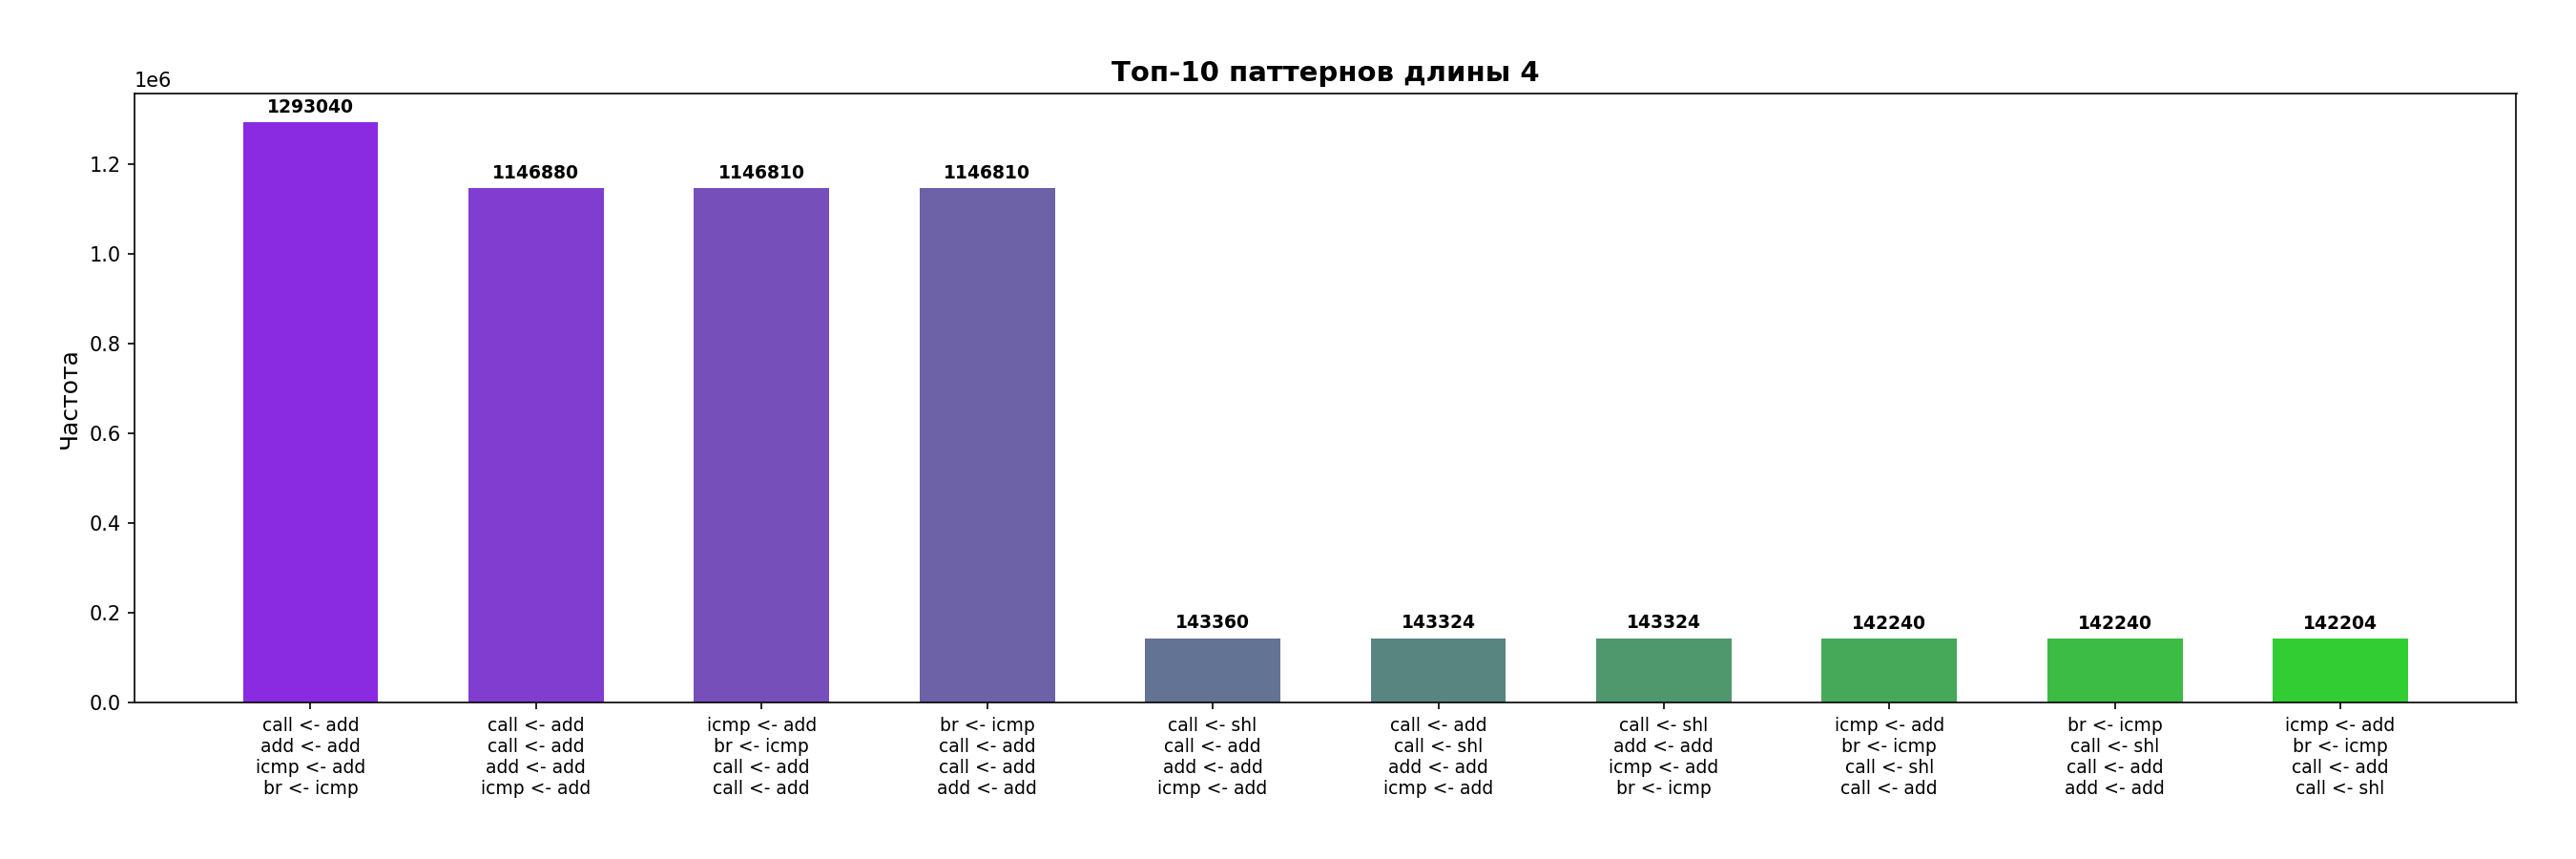 Топ-10 паттернов длины 4
1e6
Частота
1.2
1.0
0.8
0.6
0.4
0.2
0.0
1293040
1146880
1146810
1146810
143360
143324
143324
142240
142240
142204
call <- add
add <- add
icmp <- add
br <- icmp
call <- add
call <- add
add <- add
icmp <- add
icmp <- add
br <- icmp
call <- add
call <- add
br <- icmp
call <- add
call <- add
add <- add
call <- shl
call <- add
add <- add
icmp <- add
call <- add
call <- shl
add <- add
icmp <- add
call <- shl
add <- add
icmp <- add
br <- icmp
icmp <- add
br <- icmp
call <- shl
call <- add
br <- icmp
call <- shl
call <- add
add <- add
icmp <- add
br <- icmp
call <- add
call <- shl